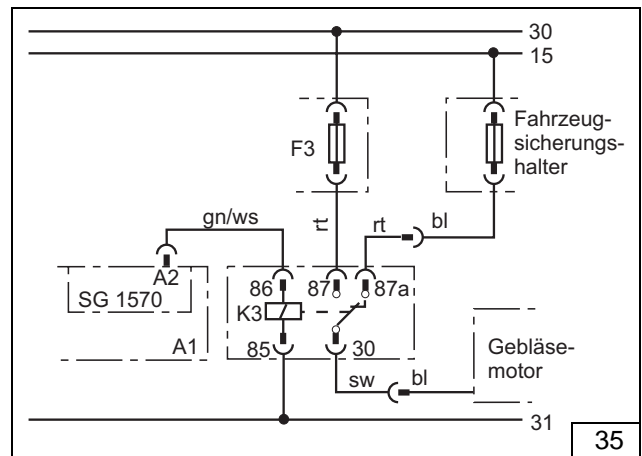 30
15
Fahrzeug-
sicherungs-
halter
F3
gn/ws
rt
rt
bl
A2
SG 1570
A1
86
87
87a
K3
85
30
Gebläse-
motor
sw
bl
31
35